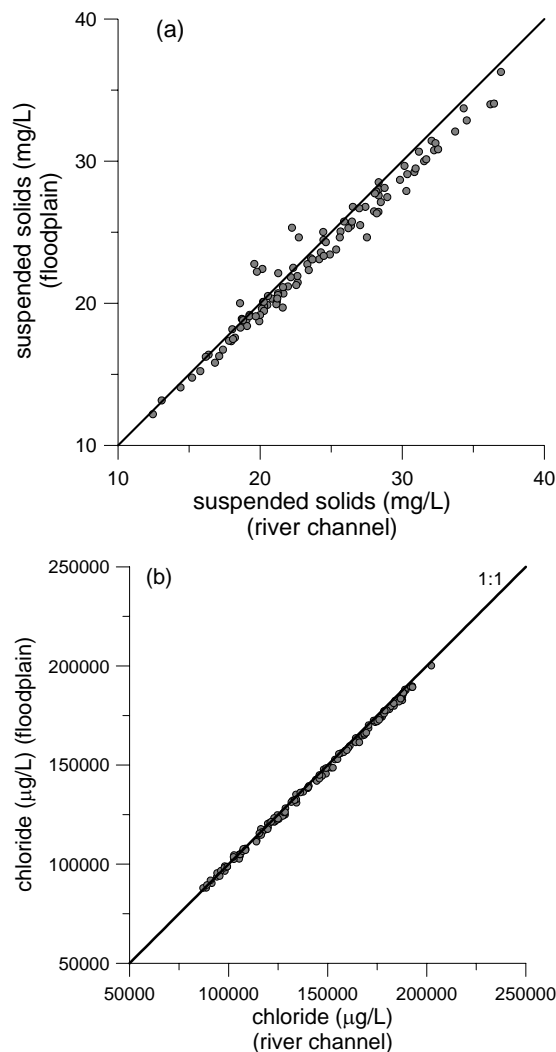 (a)
suspended solids (mg/L)
(floodplain)
40
30
20
10
10 20 30 40
suspended solids (mg/L)
(river channel)
(b)
1:1
chloride (μg/L) (floodplain)
250000
200000
150000
100000
50000
50000 100000 150000 200000 250000
chloride (μg/L)
(river channel)